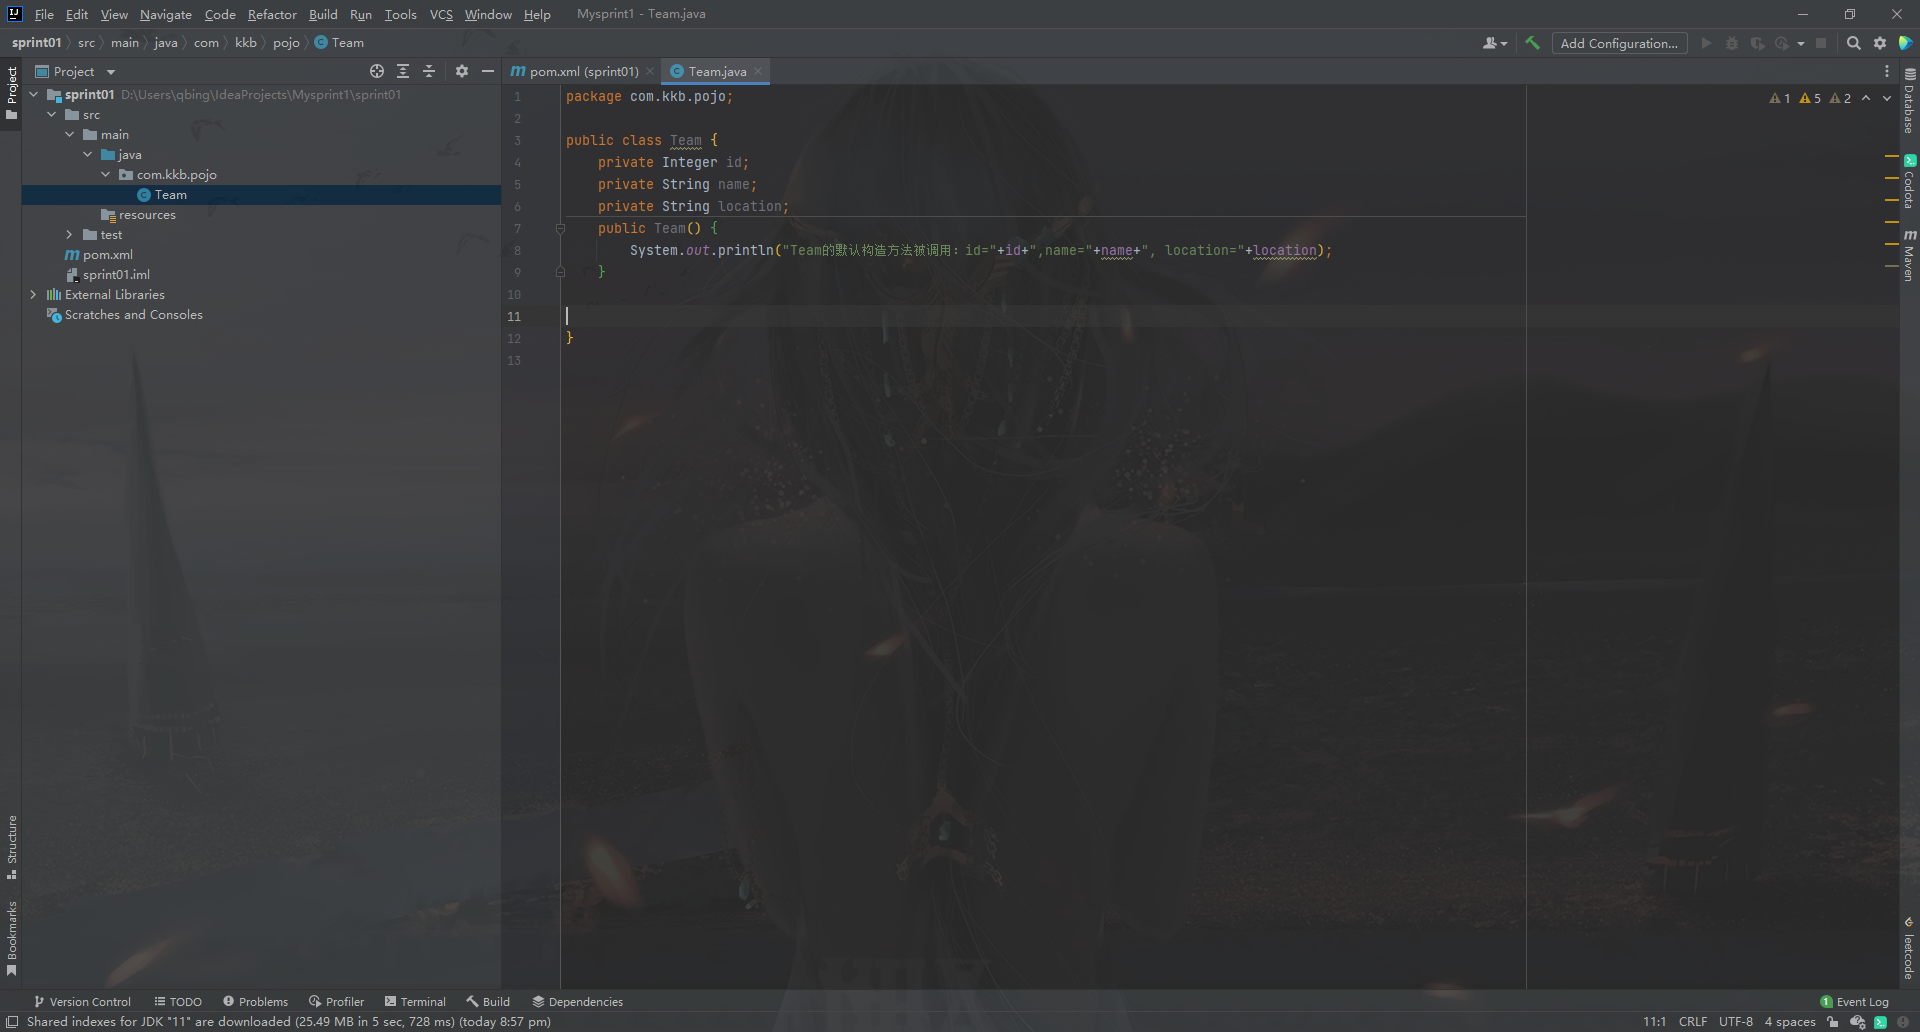 File Edit View Navigate Code Refactor Build Run Tools VCS Window Help Mysprint1 - Team.java
sprint01 src main java com kkb pojo Team Add Configuration...
Project
pom.xml (sprint01) Team.java
Project
sprint01 D:\Users\qbing\IdeaProjects\Mysprint1\sprint01
src
main
java
com.kkb.pojo
Team
resources
test
pom.xml
sprint01.iml
External Libraries
Scratches and Consoles
1 package com.kkb.pojo;
2
3 public class Team {
4 private Integer id;
5 private String name;
6 private String location;
7 public Team() {
8 System.out.println("Team的默认构造方法被调用：id="+id+",name="+name+", location="+location);
9 }
10
11
12 }
13
1 5 2
Database
Codota
Maven
leetcode
Structure
Bookmarks
Version Control TODO Problems Profiler Terminal Build Dependencies 1 Event Log
Shared indexes for JDK "11" are downloaded (25.49 MB in 5 sec, 728 ms) (today 8:57 pm) 11:1 CRLF UTF-8 4 spaces